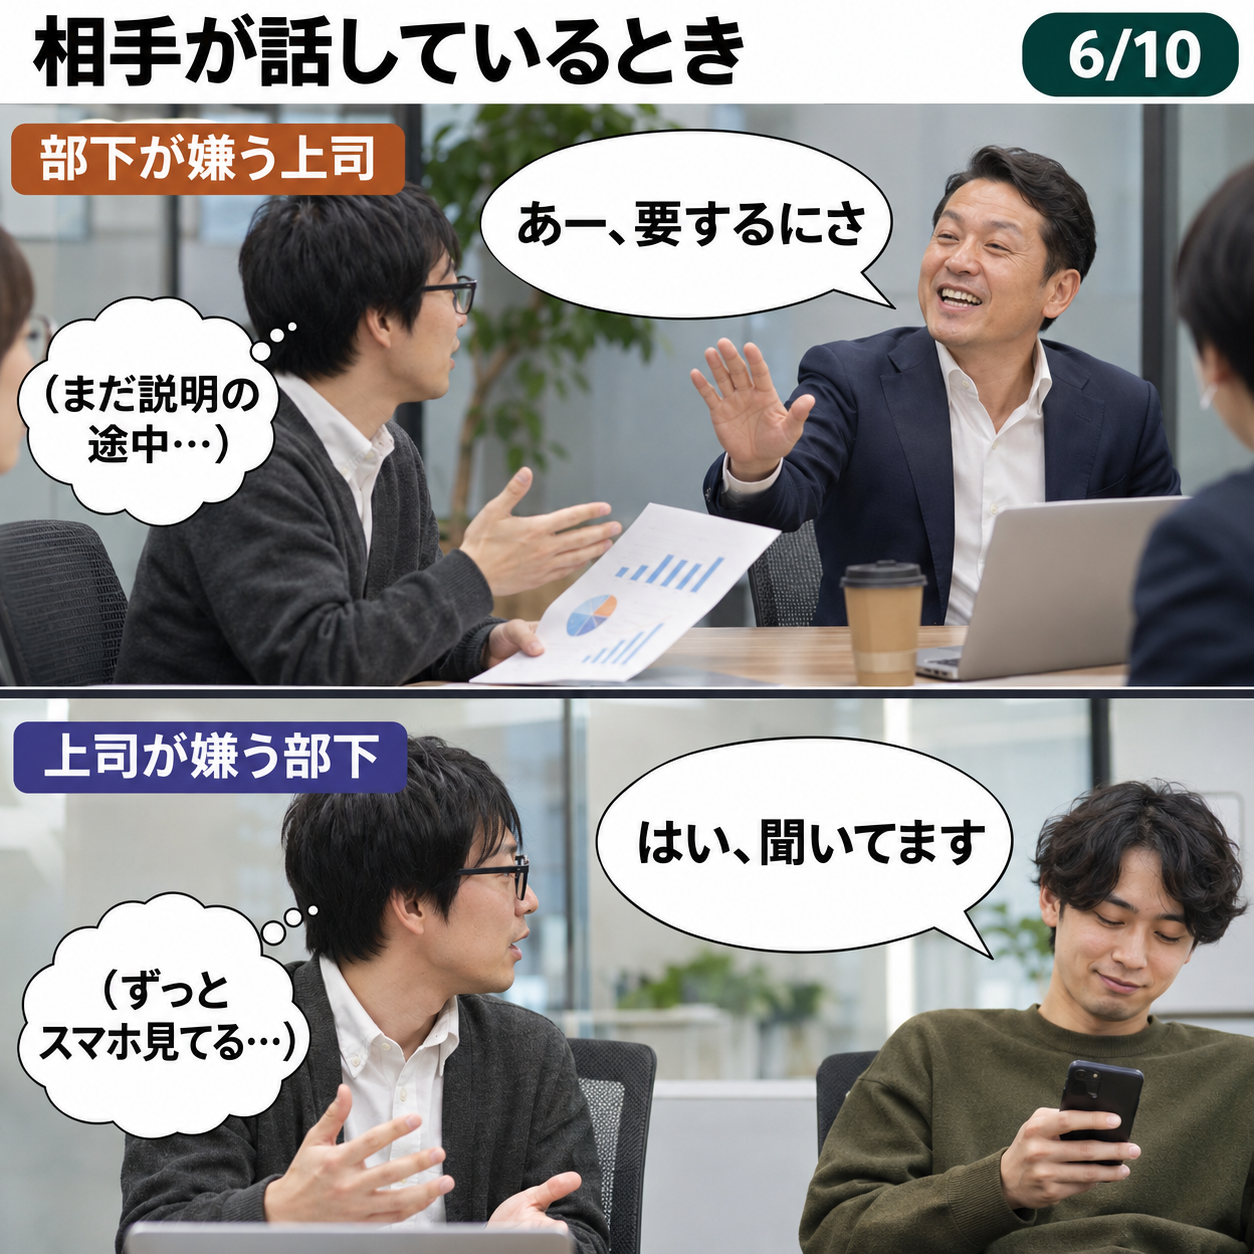 相手が話しているとき
6/10
部下が嫌う上司
あー、要するにさ
(まだ説明の
途中…)
上司が嫌う部下
はい、聞いてます
(ずっと
スマホ見てる…)